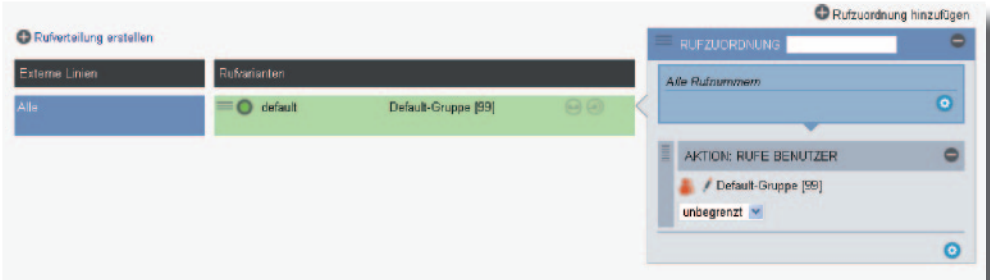 Rufzuordnung hinzufügen
Rufverteilung erstellen
RUFZUORDNUNG
Externe Linien
Rufvarianten
Alle Rufnummern
Alle
default Default-Gruppe [99]
AKTION: RUFE BENUTZER
Default-Gruppe [99]
unbegrenzt